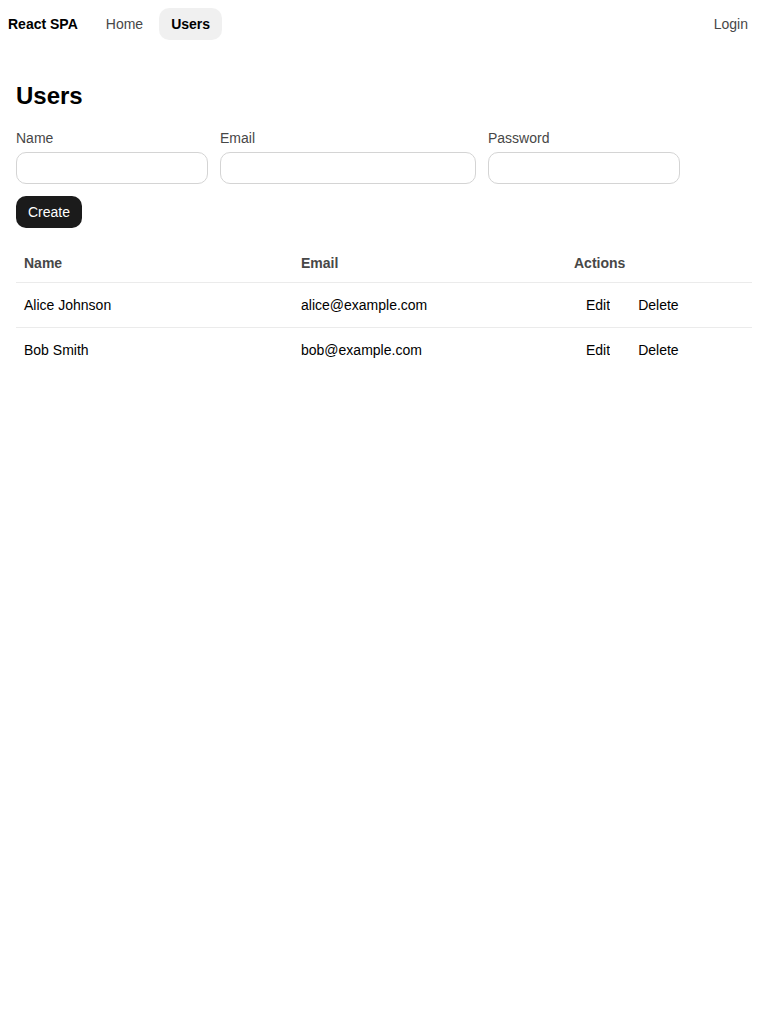 React SPA Home Users Login
Users
Name Email Password
Create
Name Email Actions
Alice Johnson alice@example.com Edit Delete
Bob Smith bob@example.com Edit Delete